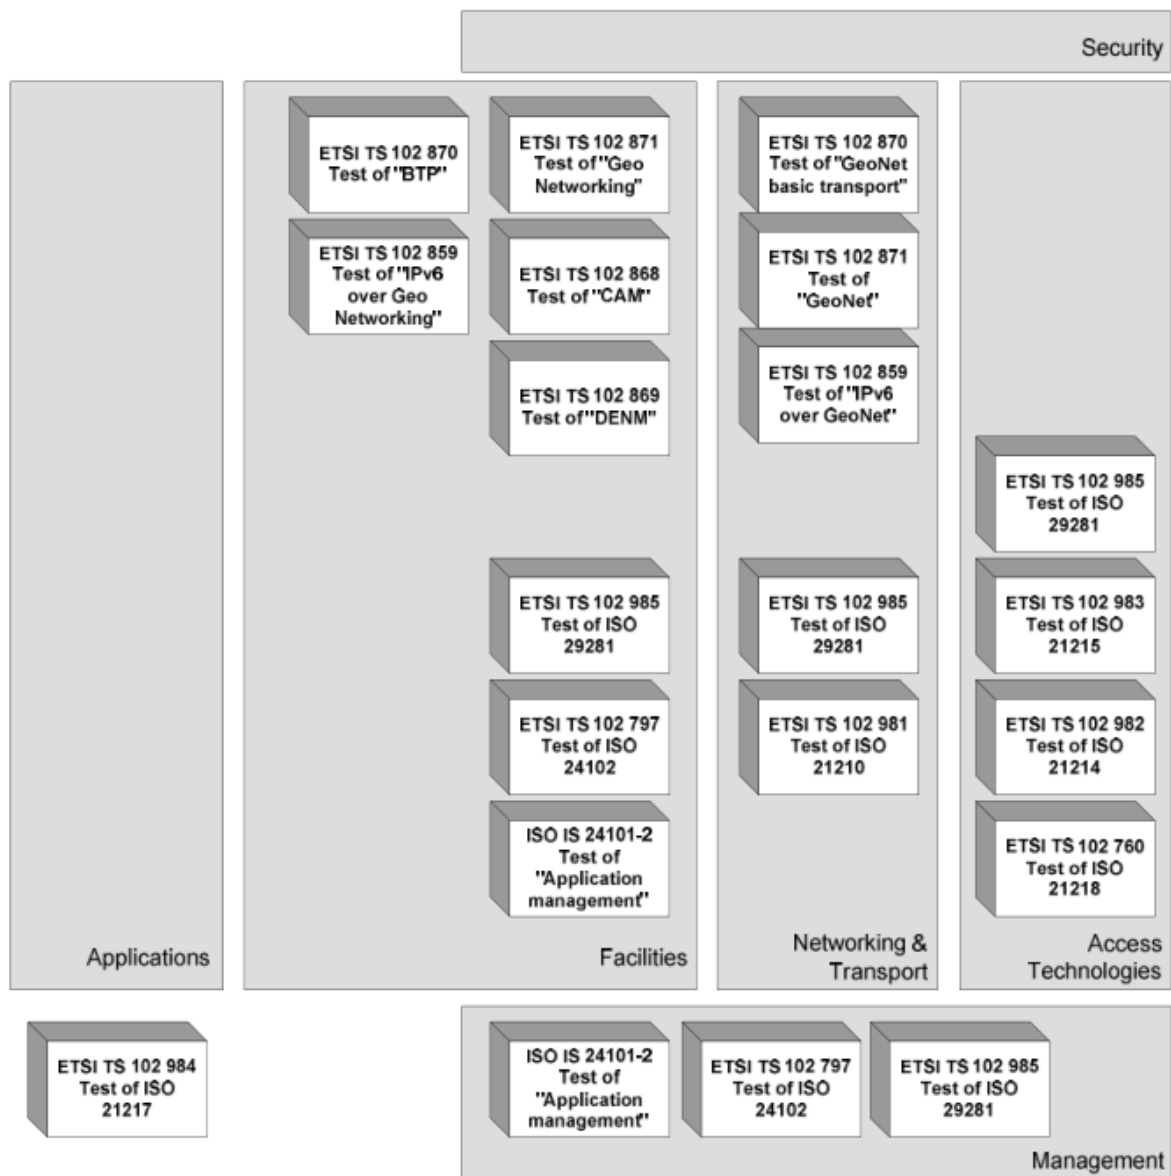 Security
ETSI TS 102 870
Test of "BTP"
ETSI TS 102 871
Test of "Geo
Networking"
ETSI TS 102 870
Test of "GeoNet
basic transport"
ETSI TS 102 859
Test of "IPv6
over Geo
Networking"
ETSI TS 102 868
Test of "CAM"
ETSI TS 102 871
Test of
"GeoNet"
ETSI TS 102 869
Test of "DENM"
ETSI TS 102 859
Test of "IPv6
over GeoNet"
ETSI TS 102 985
Test of ISO
29281
ETSI TS 102 985
Test of ISO
29281
ETSI TS 102 985
Test of ISO
29281
ETSI TS 102 983
Test of ISO
21215
ETSI TS 102 797
Test of ISO
24102
ETSI TS 102 981
Test of ISO
21210
ETSI TS 102 982
Test of ISO
21214
ISO IS 24101-2
Test of
"Application
management"
ETSI TS 102 760
Test of ISO
21218
Applications
Facilities
Networking &
Transport
Access
Technologies
ETSI TS 102 984
Test of ISO
21217
ISO IS 24101-2
Test of
"Application
management"
ETSI TS 102 797
Test of ISO
24102
ETSI TS 102 985
Test of ISO
29281
Management